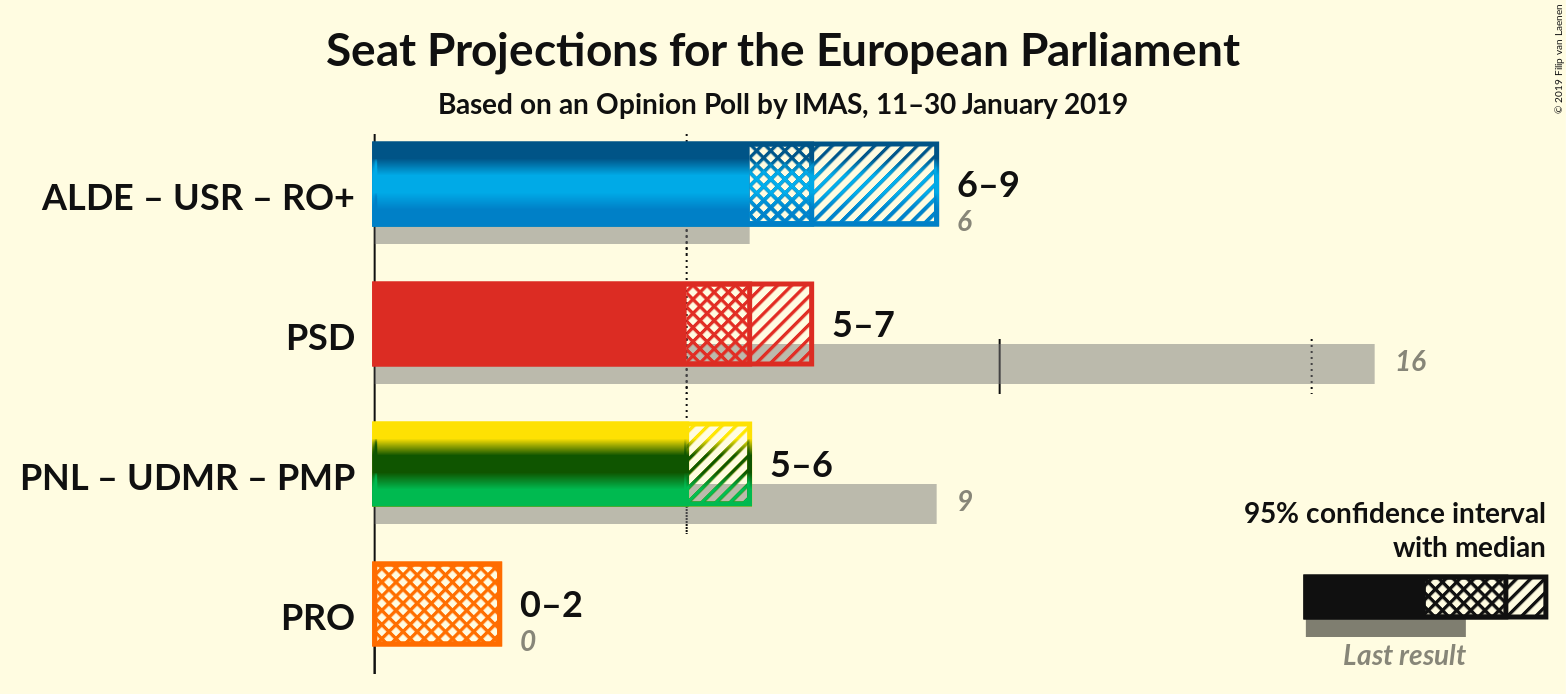 Seat Projections for the European Parliament
Based on an Opinion Poll by IMAS, 11–30 January 2019
© 2019 Filip van Laenen
ALDE – USR – RO+
6–9
6
PSD
5–7
16
PNL – UDMR – PMP
5–6
9
PRO
0–2
0
95% confidence interval
with median
Last result